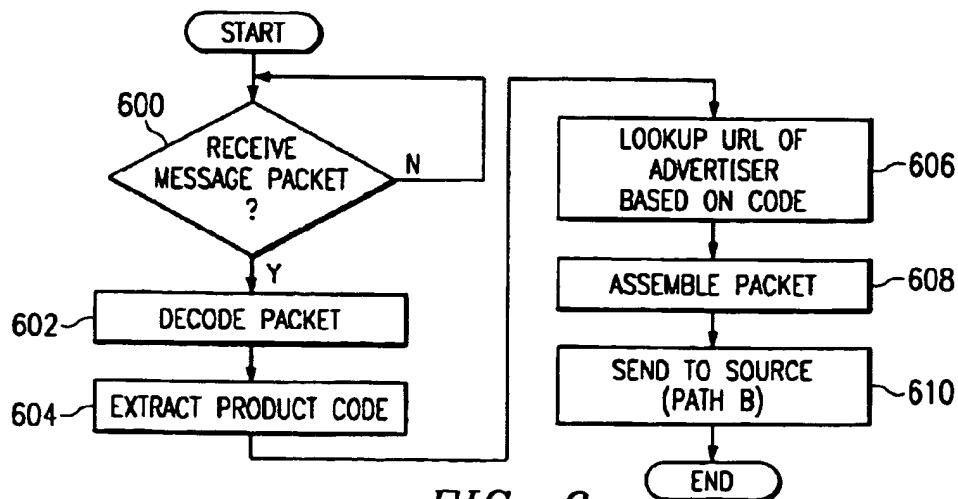 START
600
RECEIVE
MESSAGE PACKET
?
N
Y
602
DECODE PACKET
604
EXTRACT PRODUCT CODE
LOOKUP URL OF
ADVERTISER
BASED ON CODE
606
ASSEMBLE PACKET
608
SEND TO SOURCE
(PATH B)
610
END